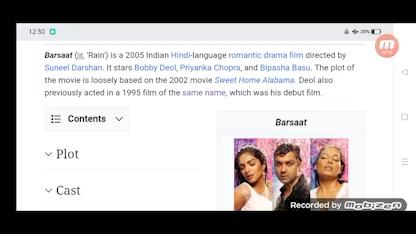 12:30
28%
Barsaat (lit. 'Rain') is a 2005 Indian Hindi-language romantic drama film directed by
Suneel Darshan. It stars Bobby Deol, Priyanka Chopra, and Bipasha Basu. The plot of
the movie is loosely based on the 2002 movie Sweet Home Alabama. Deol also
previously acted in a 1995 film of the same name, which was his debut film.
Contents
Barsaat
Plot
Cast
Recorded by MOBIZEN